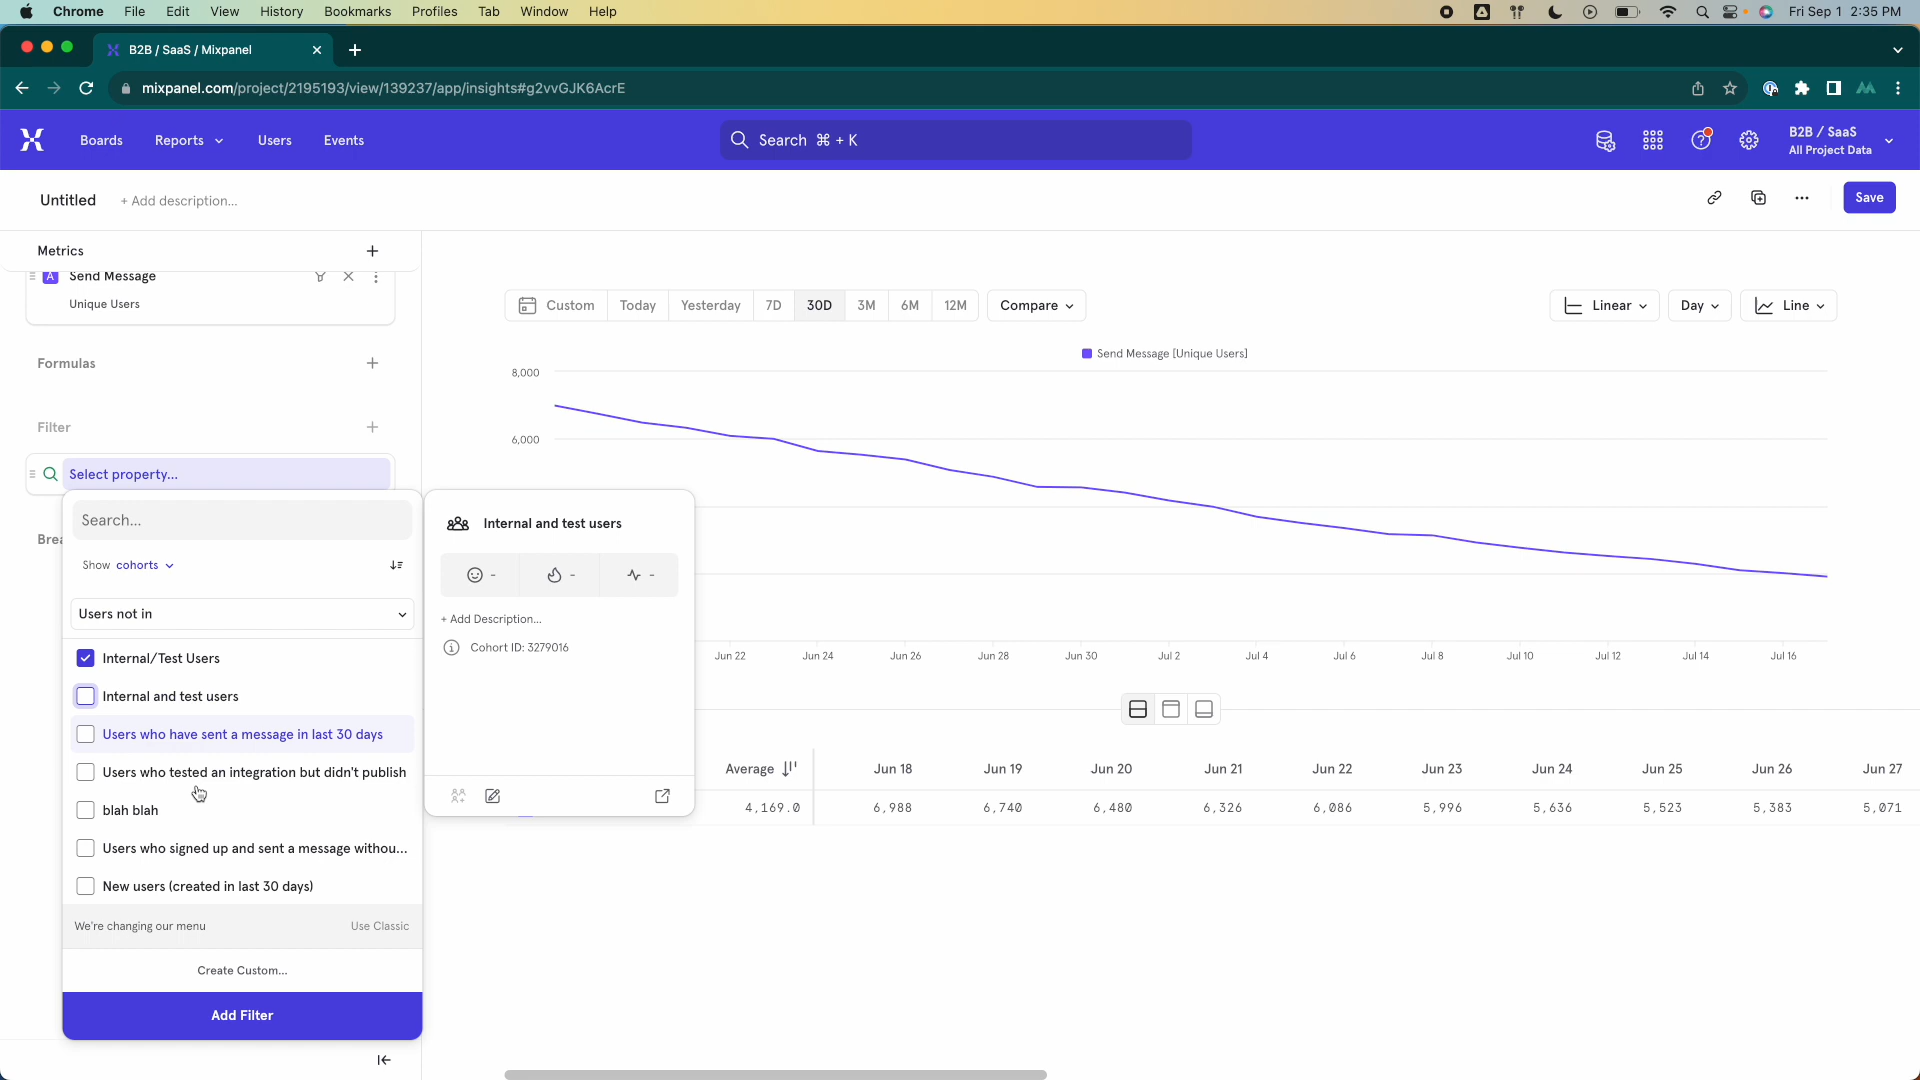 Chrome File Edit View History Bookmarks Profiles Tab Window Help Fri Sep 1 2:35 PM
B2B / SaaS / Mixpanel
mixpanel.com/project/2195193/view/139237/app/insights#g2vvGJK6AcrE
Boards Reports Users Events Search ⌘ + K B2B / SaaS
All Project Data
Untitled + Add description... Save
Metrics
A Send Message
Unique Users
Custom Today Yesterday 7D 30D 3M 6M 12M Compare Linear Day Line
Send Message [Unique Users]
Formulas
8,000
Filter
6,000
Select property...
Search...
Brea
Show cohorts
Users not in
Internal/Test Users
Internal and test users
Users who have sent a message in last 30 days
Users who tested an integration but didn't publish
blah blah
Users who signed up and sent a message withou...
New users (created in last 30 days)
We're changing our menu Use Classic
Create Custom...
Add Filter
Internal and test users
- - -
+ Add Description...
Cohort ID: 3279016
Jun 22 Jun 24 Jun 26 Jun 28 Jun 30 Jul 2 Jul 4 Jul 6 Jul 8 Jul 10 Jul 12 Jul 14 Jul 16
Average Jun 18 Jun 19 Jun 20 Jun 21 Jun 22 Jun 23 Jun 24 Jun 25 Jun 26 Jun 27
4,169.0 6,988 6,740 6,480 6,326 6,086 5,996 5,636 5,523 5,383 5,071